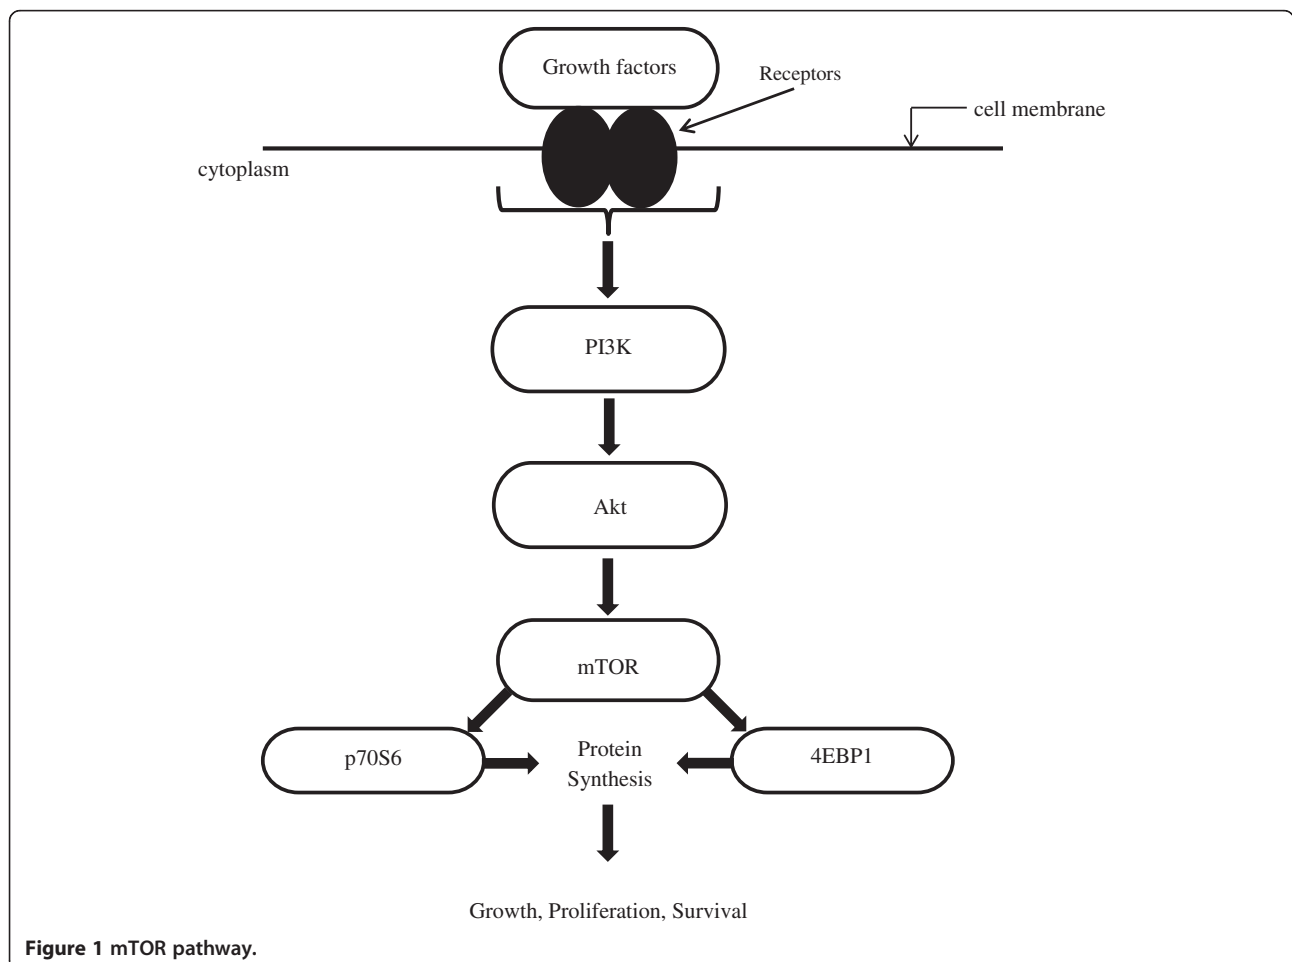 Growth factors
Receptors
cell membrane
cytoplasm
PI3K
Akt
mTOR
p70S6
Protein
Synthesis
4EBP1
Growth, Proliferation, Survival
Figure 1 mTOR pathway.